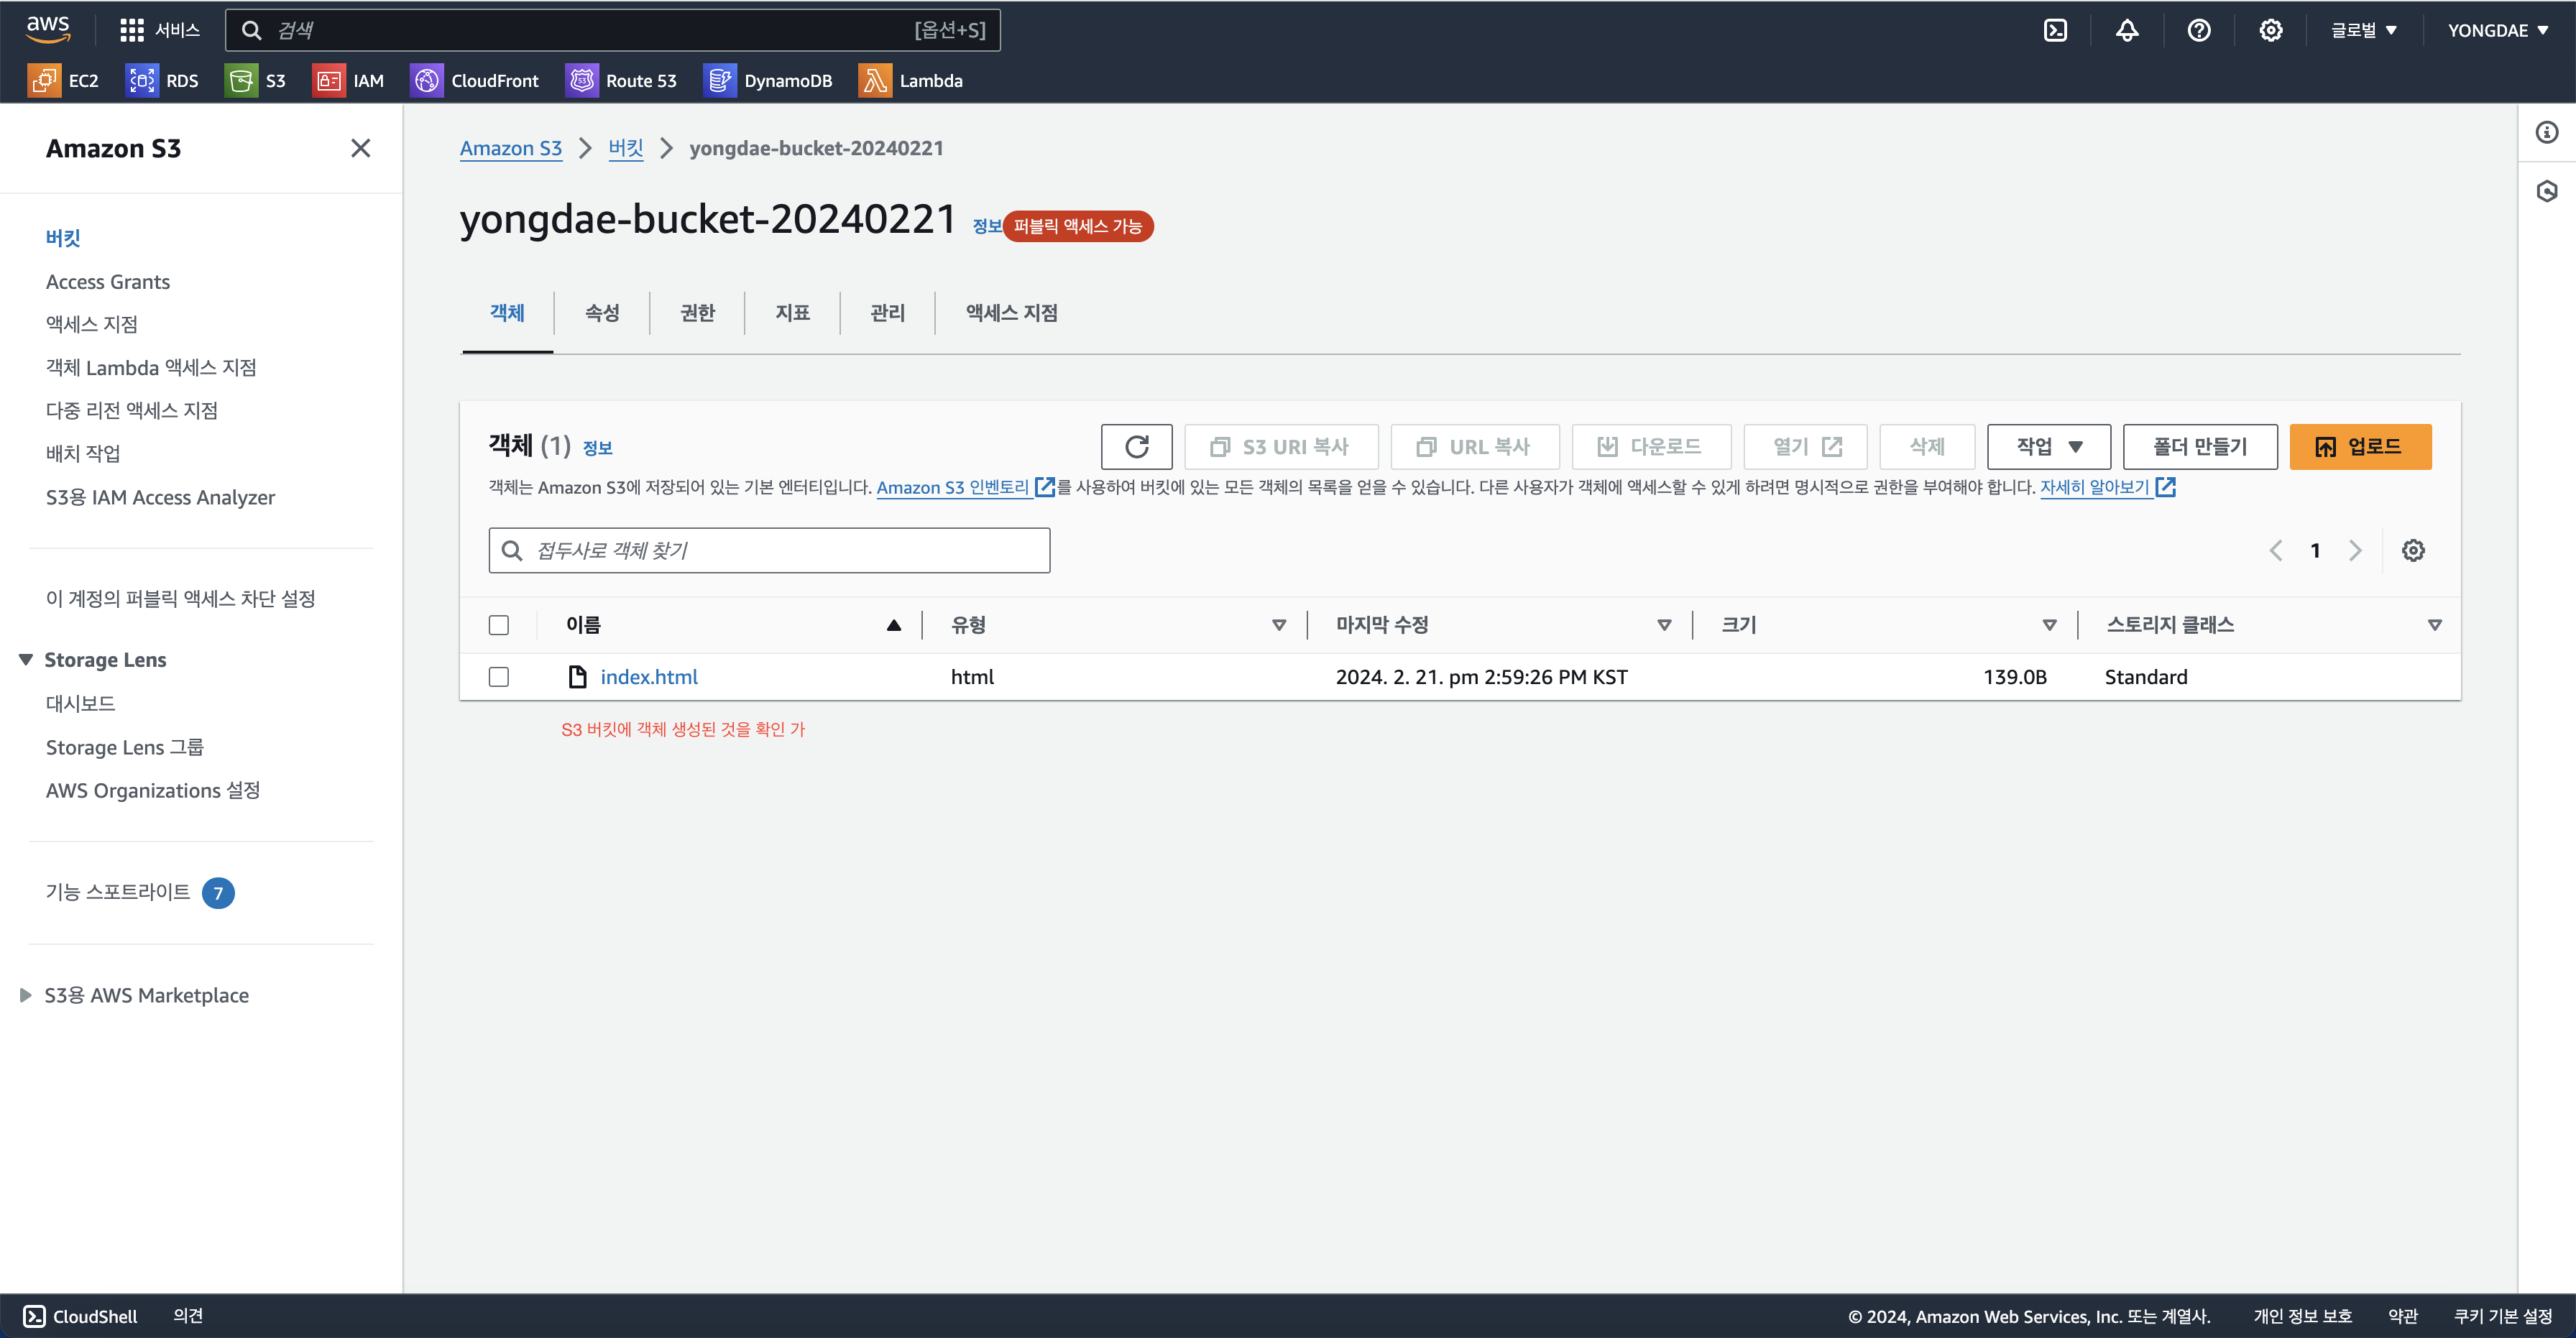 aws 서비스 검색 [옵션+S] 글로벌 YONGDAE
EC2 RDS S3 IAM CloudFront Route 53 DynamoDB Lambda
Amazon S3
버킷
Access Grants
액세스 지점
객체 Lambda 액세스 지점
다중 리전 액세스 지점
배치 작업
S3용 IAM Access Analyzer
이 계정의 퍼블릭 액세스 차단 설정
Storage Lens
대시보드
Storage Lens 그룹
AWS Organizations 설정
기능 스포트라이트 7
S3용 AWS Marketplace
Amazon S3 버킷 yongdae-bucket-20240221
yongdae-bucket-20240221 정보 퍼블릭 액세스 가능
객체 속성 권한 지표 관리 액세스 지점
객체 (1) 정보 S3 URI 복사 URL 복사 다운로드 열기 삭제 작업 폴더 만들기 업로드
객체는 Amazon S3에 저장되어 있는 기본 엔터티입니다. Amazon S3 인벤토리 를 사용하여 버킷에 있는 모든 객체의 목록을 얻을 수 있습니다. 다른 사용자가 객체에 액세스할 수 있게 하려면 명시적으로 권한을 부여해야 합니다. 자세히 알아보기
접두사로 객체 찾기 1
이름 유형 마지막 수정 크기 스토리지 클래스
index.html html 2024. 2. 21. pm 2:59:26 PM KST 139.0B Standard
S3 버킷에 객체 생성된 것을 확인 가
CloudShell 의견 © 2024, Amazon Web Services, Inc. 또는 계열사. 개인 정보 보호 약관 쿠키 기본 설정